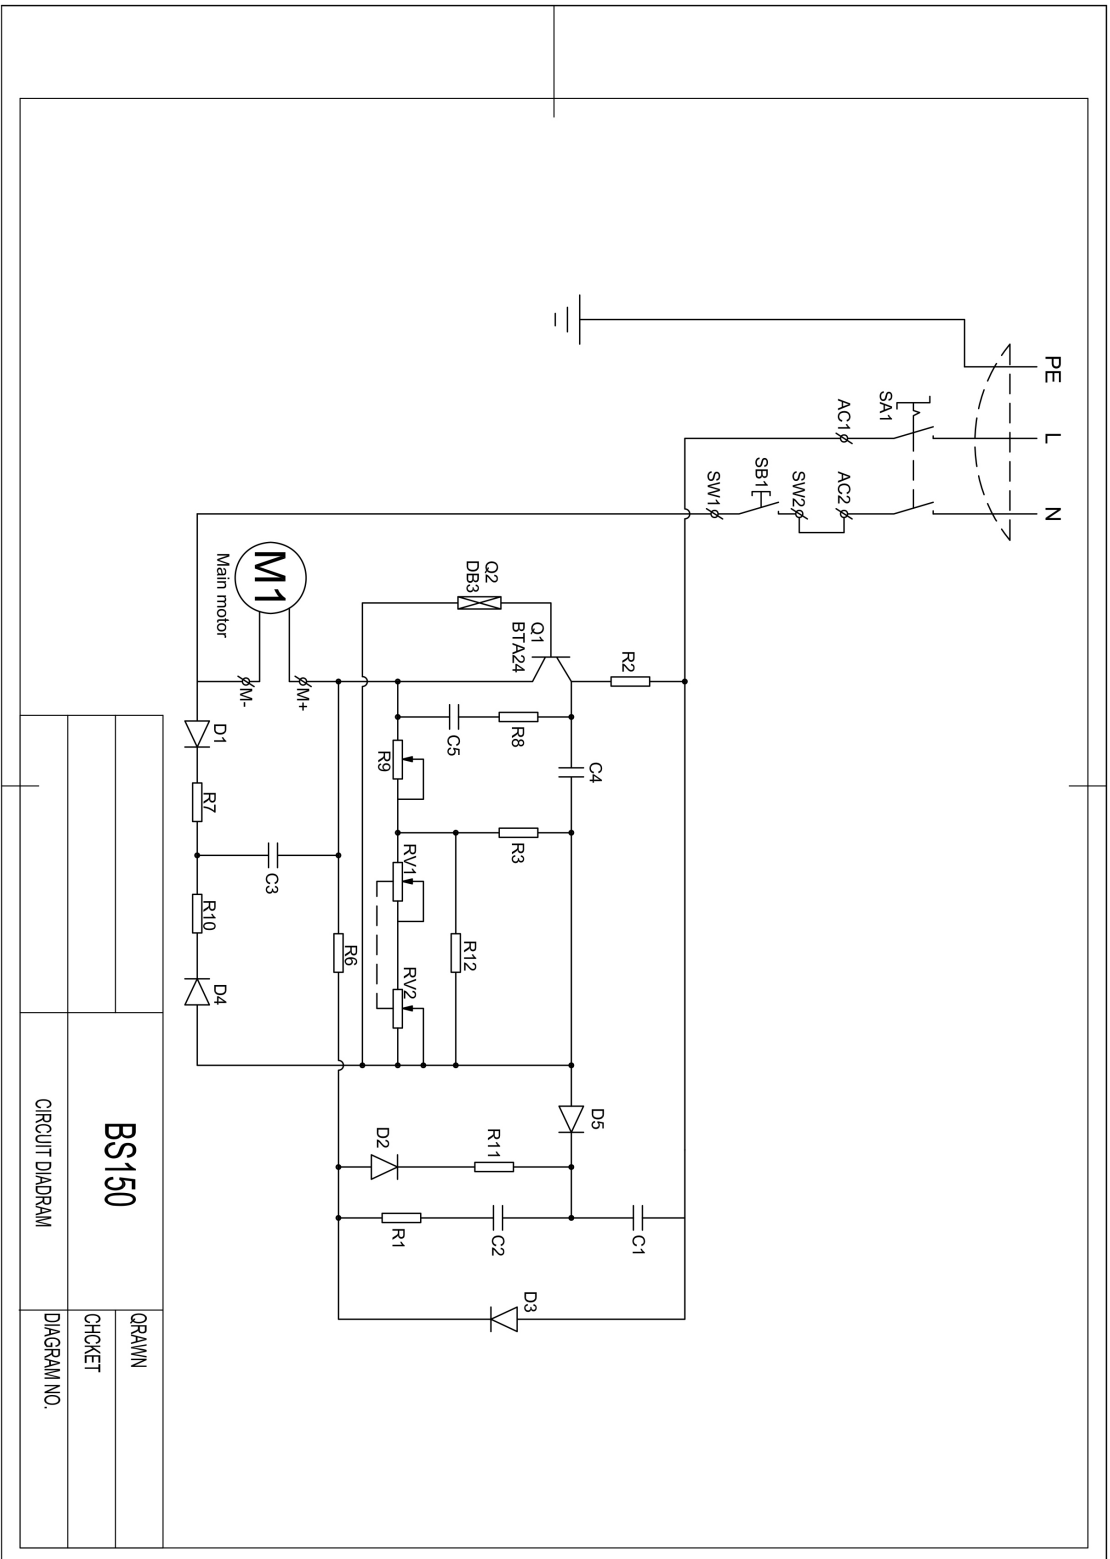 PE
L
N
SA1
AC1
AC2
SW2
SB1
SW1
R2
Q1
BTA24
Q2
DB3
R8
C5
C4
R3
R9
RV1
RV2
R12
R6
M1
Main motor
M+
M-
D1
R7
C3
R10
D4
D5
D2
R11
R1
C2
C1
D3
BS150
CIRCUIT DIADRAM
QRAWN
CHCKET
DIAGRAM NO.